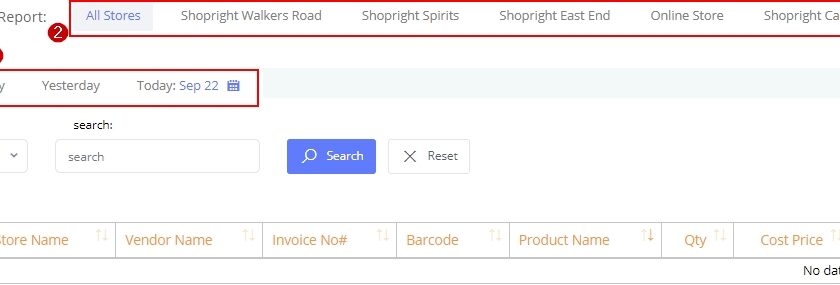 Report: All Stores Shopright Walkers Road Shopright Spirits Shopright East End Online Store Shopright Ca
2
y Yesterday Today: Sep 22
search:
search Search Reset
Store Name Vendor Name Invoice No# Barcode Product Name Qty Cost Price
No dat